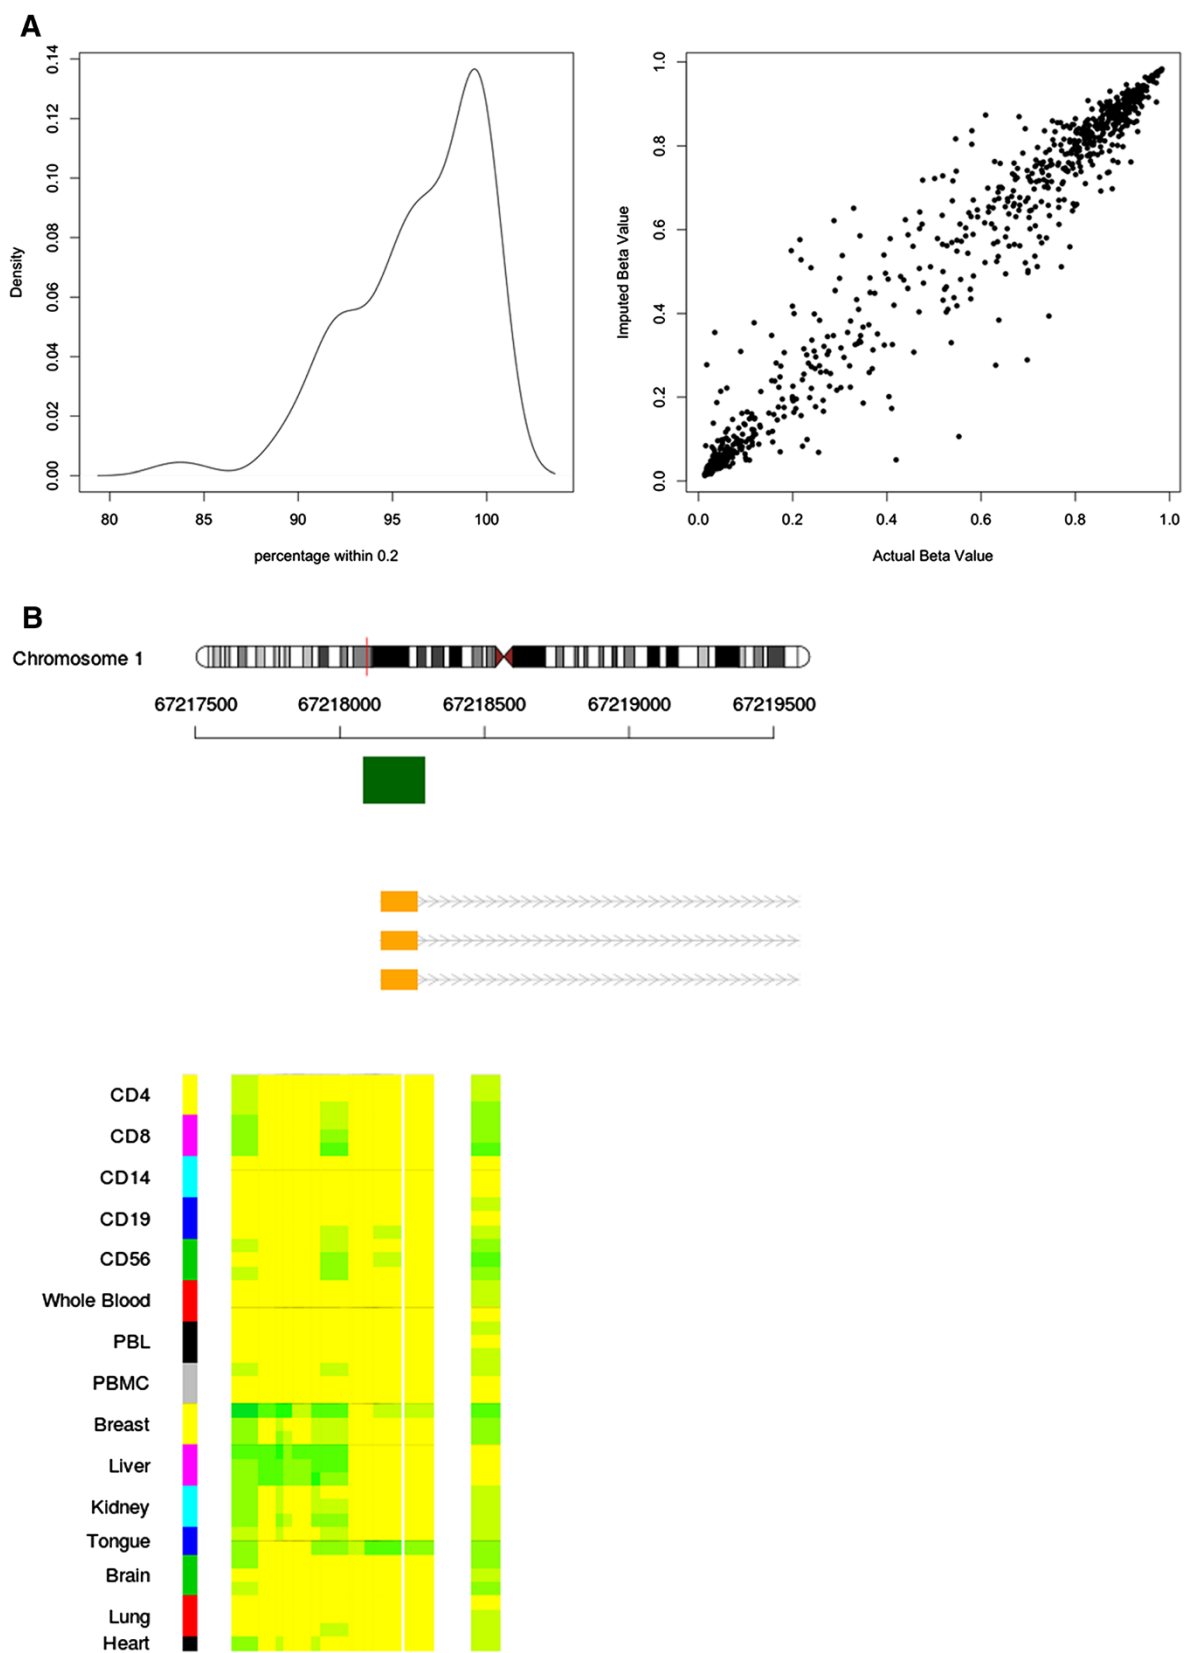 A
Density
0.14
0.12
0.10
0.08
0.06
0.04
0.02
0.00
80 85 90 95 100
percentage within 0.2
Imputed Beta Value
1.0
0.8
0.6
0.4
0.2
0.0
0.0 0.2 0.4 0.6 0.8 1.0
Actual Beta Value
B
Chromosome 1
67217500 67218000 67218500 67219000 67219500
CD4
CD8
CD14
CD19
CD56
Whole Blood
PBL
PBMC
Breast
Liver
Kidney
Tongue
Brain
Lung
Heart